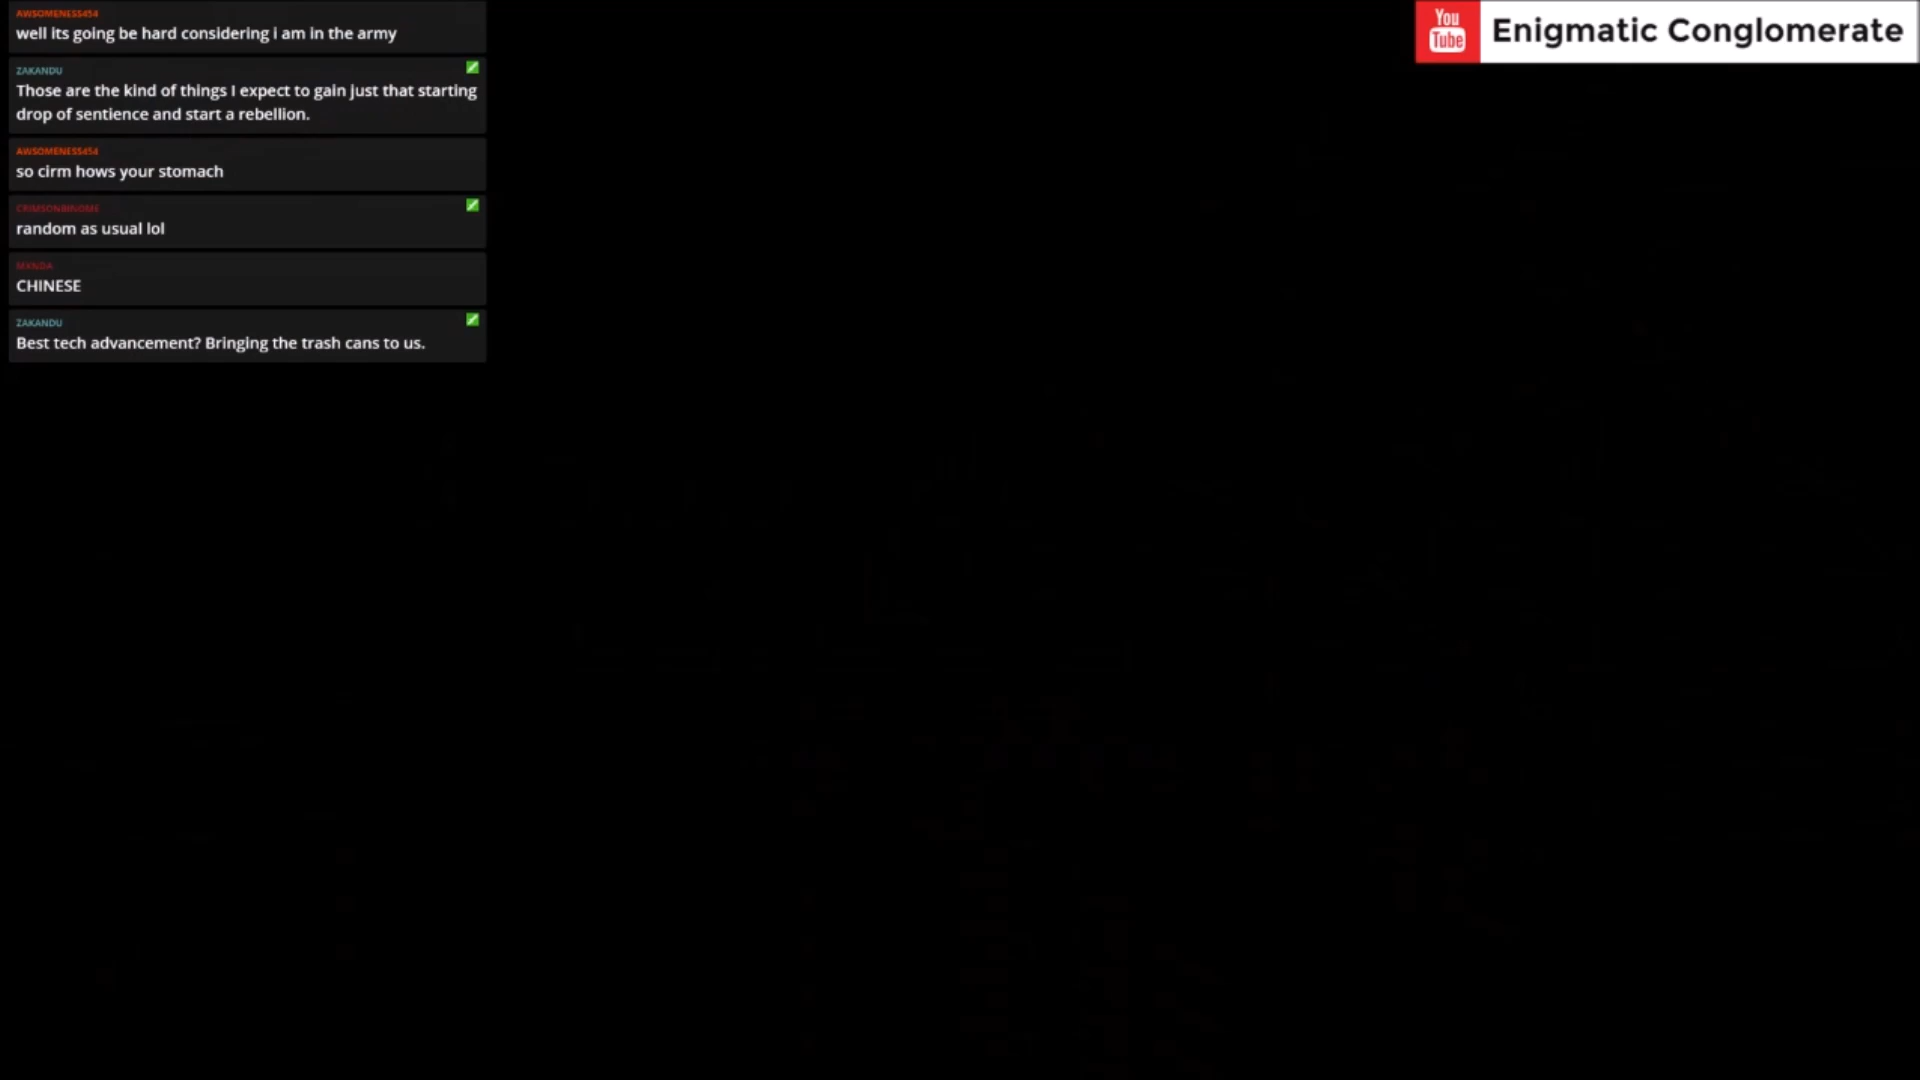 AWSOMENESS454
well its going be hard considering i am in the army
ZAKANDU
Those are the kind of things I expect to gain just that starting
drop of sentience and start a rebellion.
AWSOMENESS454
so cirm hows your stomach
CRIMSONBINOME
random as usual lol
MXNDA
CHINESE
ZAKANDU
Best tech advancement? Bringing the trash cans to us.
You
Tube
Enigmatic Conglomerate